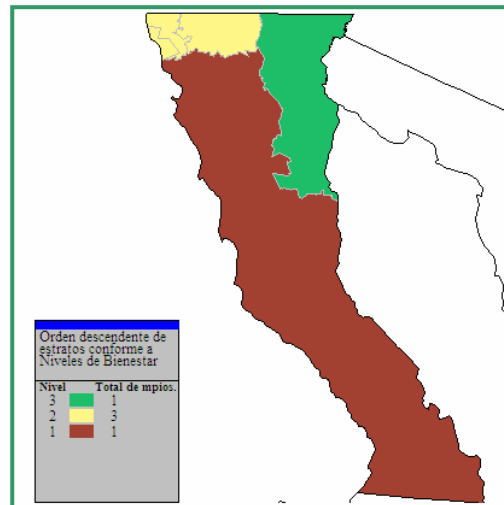 Orden descendente de
estratos conforme a
Niveles de Bienestar
Nivel Total de mpios.
3 1
2 3
1 1